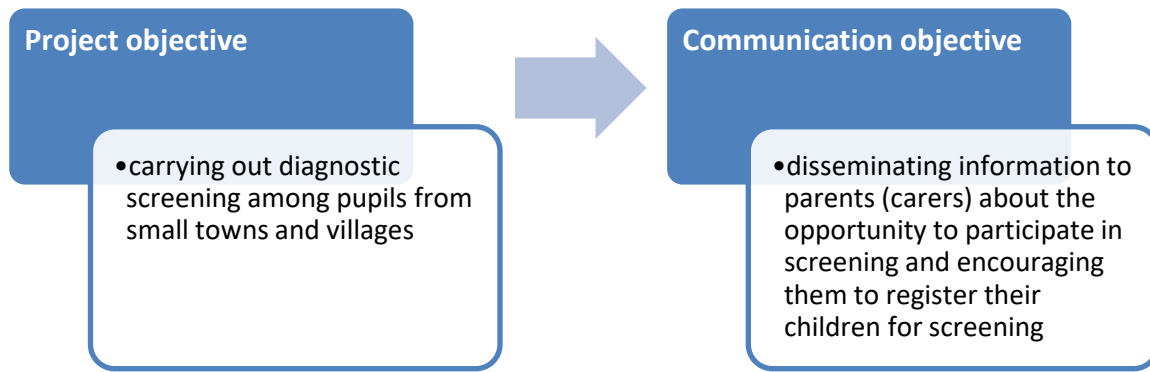 Project objective
•carrying out diagnostic
screening among pupils from
small towns and villages
Communication objective
•disseminating information to
parents (carers) about the
opportunity to participate in
screening and encouraging
them to register their
children for screening